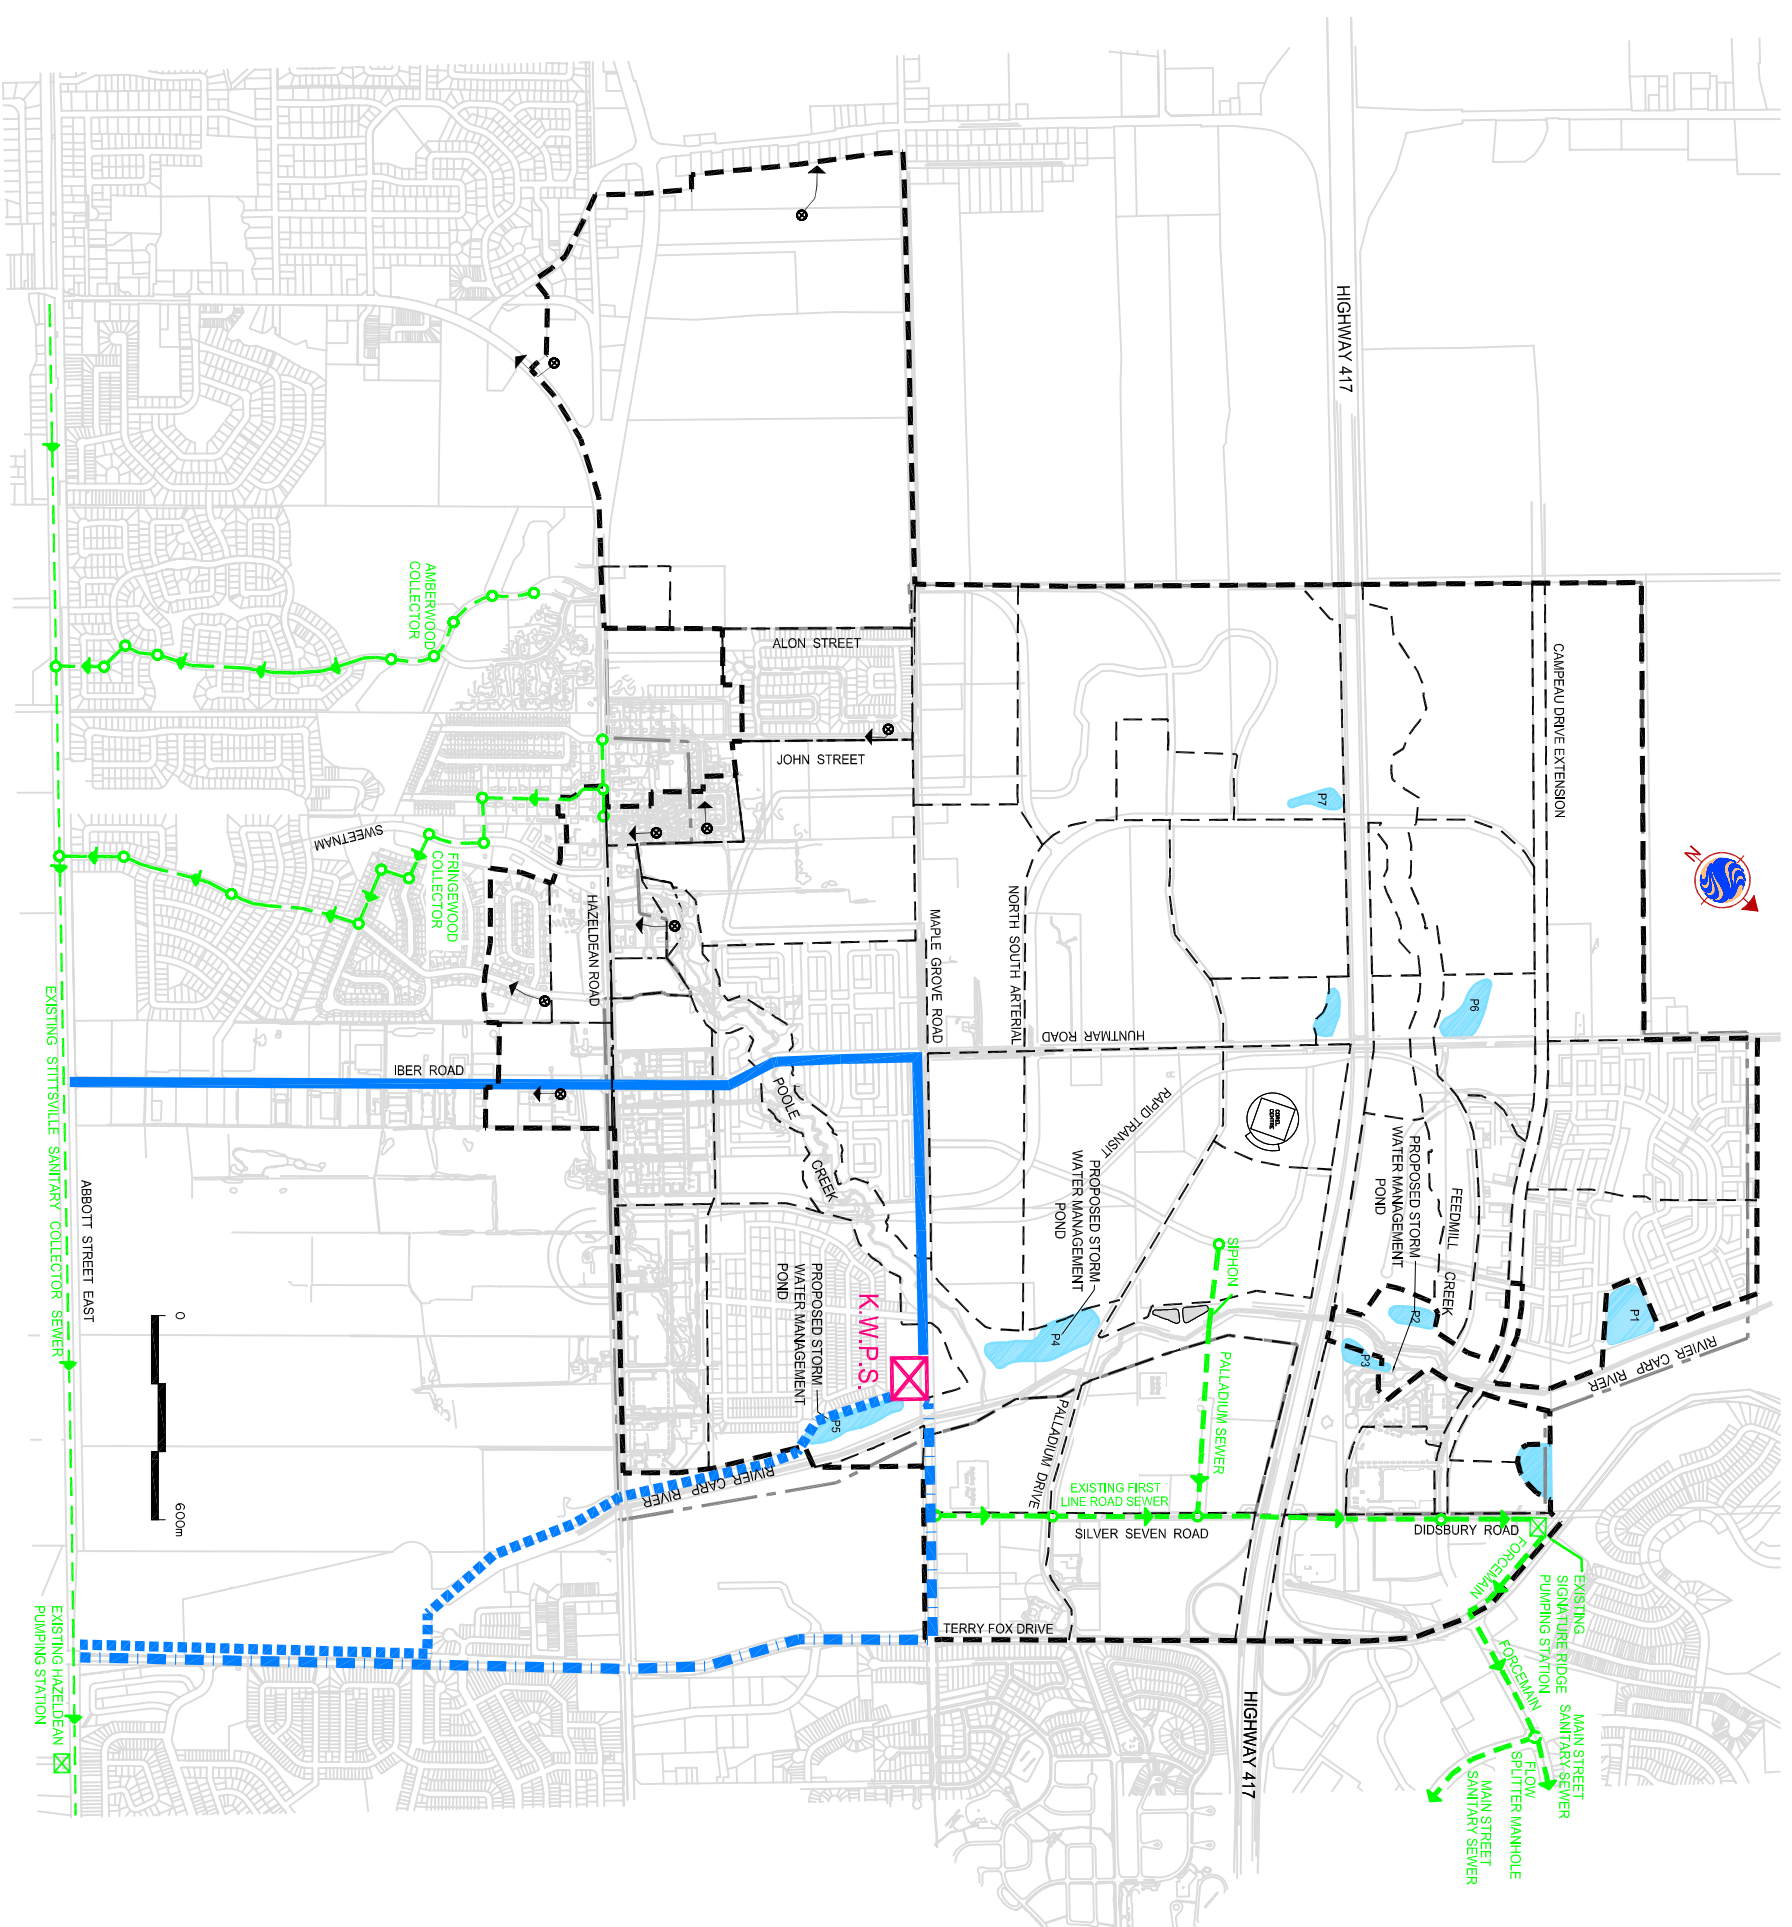 HIGHWAY 417
CAMPEAU DRIVE EXTENSION
AMBERWOOD
COLLECTOR
ALON STREET
JOHN STREET
SWEETNAM
FRINGEWOOD
COLLECTOR
HAZELDEAN ROAD
MAPLE GROVE ROAD
NORTH SOUTH ARTERIAL
HUNTMAR ROAD
P7
P6
N
IBER ROAD
POOLE
CREEK
RAPID TRANSIT
COREL
CENTRE
PROPOSED STORM
WATER MANAGEMENT
POND
PROPOSED STORM
WATER MANAGEMENT
POND
FEEDMILL
CREEK
EXISTING STITTSVILLE SANITARY COLLECTOR SEWER
ABBOTT STREET EAST
PROPOSED STORM
WATER MANAGEMENT
POND
K.W.P.S.
SIPHON
PALLADIUM SEWER
P4
P2
P3
P1
P5
RIVIER CARP RIVER
RIVIER CARP RIVER
PALLADIUM DRIVE
EXISTING FIRST
LINE ROAD SEWER
SILVER SEVEN ROAD
DIDSBURY ROAD
0
600m
FORCEMAIN
EXISTING
SIGNATURE RIDGE
PUMPING STATION
TERRY FOX DRIVE
FORCEMAIN
MAIN STREET
SANITARY SEWER
FLOW
SPLITTER MANHOLE
MAIN STREET
SANITARY SEWER
HIGHWAY 417
EXISTING HAZELDEAN
PUMPING STATION